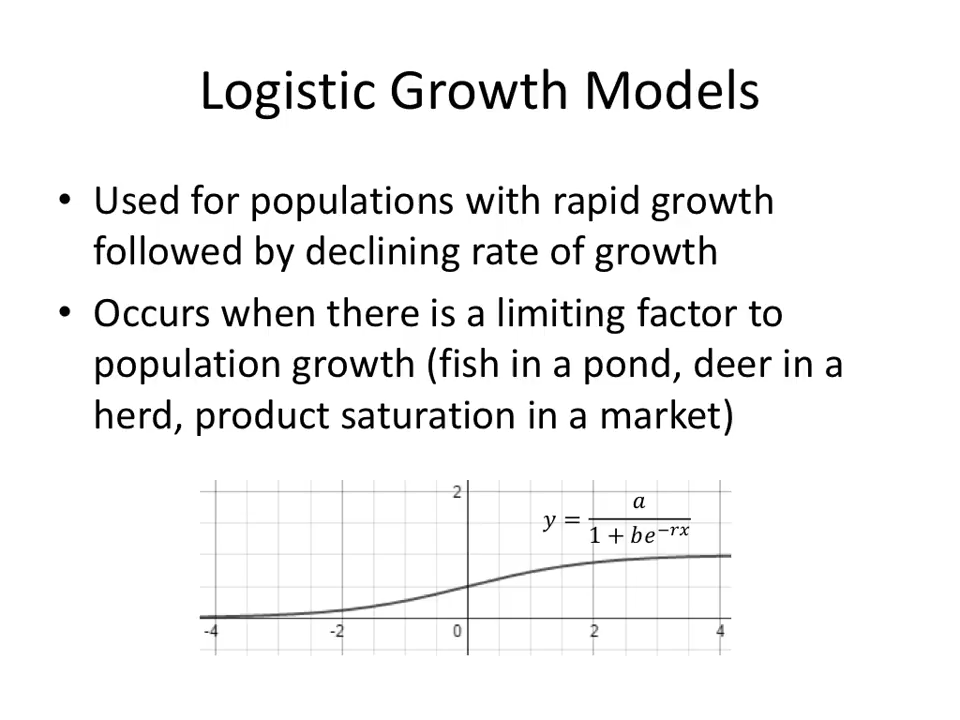 Logistic Growth Models
• Used for populations with rapid growth
followed by declining rate of growth
• Occurs when there is a limiting factor to
population growth (fish in a pond, deer in a
herd, product saturation in a market)
2
y = a / (1 + be^(-rx))
-4 -2 0 2 4